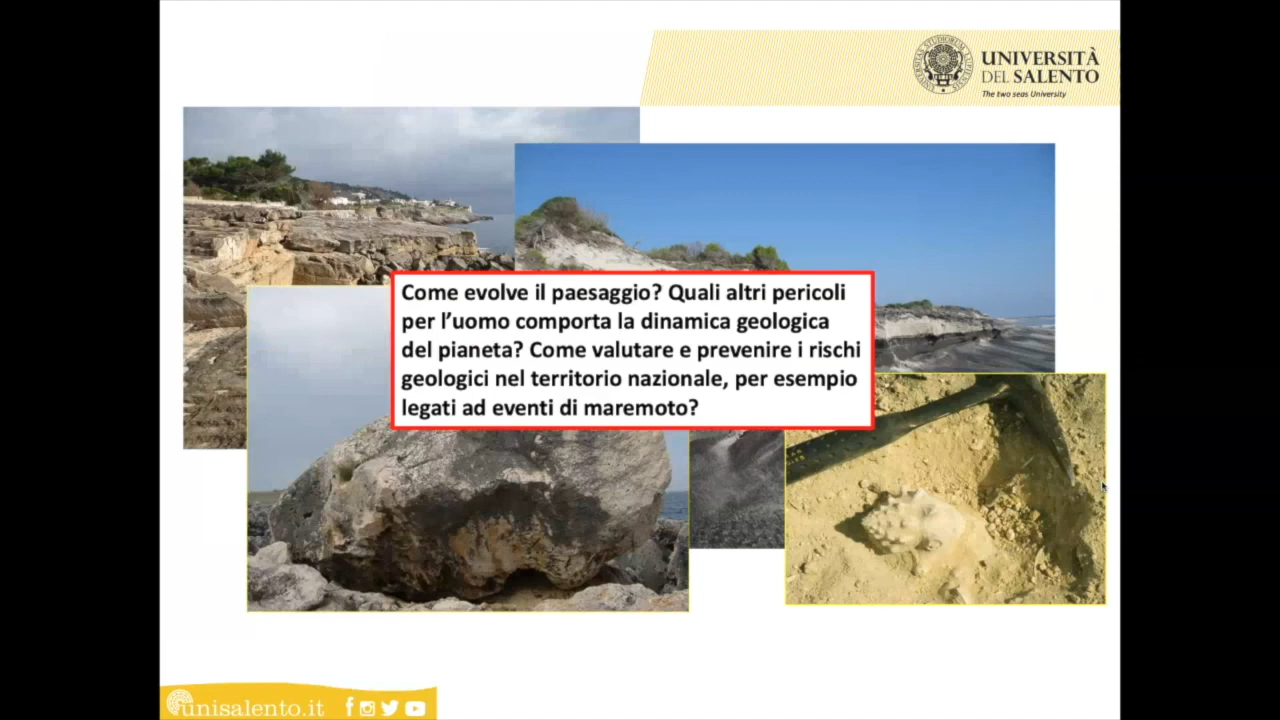 UNIVERSITÀ
DEL SALENTO
The two seas University
Come evolve il paesaggio? Quali altri pericoli
per l'uomo comporta la dinamica geologica
del pianeta? Come valutare e prevenire i rischi
geologici nel territorio nazionale, per esempio
legati ad eventi di maremoto?
unisalento.it